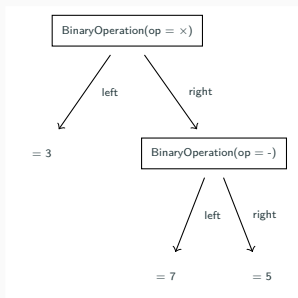 BinaryOperation(op = ×)
left
right
= 3
BinaryOperation(op = -)
left
right
= 7
= 5